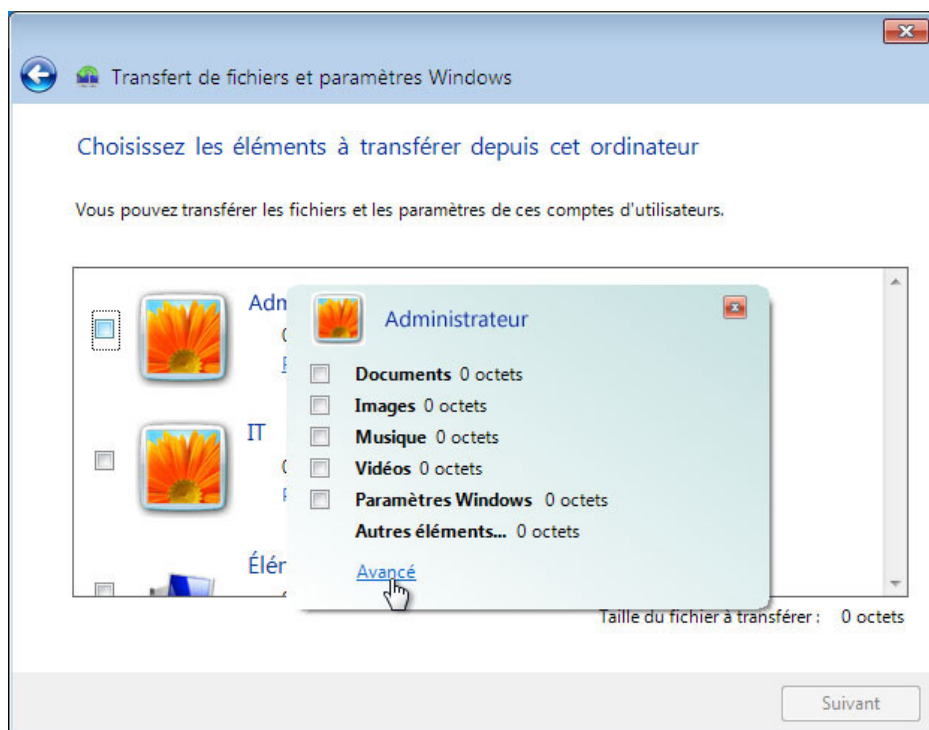 Transfert de fichiers et paramètres Windows
Choisissez les éléments à transférer depuis cet ordinateur
Vous pouvez transférer les fichiers et les paramètres de ces comptes d'utilisateurs.
Administrateur
Documents 0 octets
Images 0 octets
IT
Musique 0 octets
Vidéos 0 octets
Paramètres Windows 0 octets
Autres éléments... 0 octets
Avancé
Taille du fichier à transférer : 0 octets
Suivant